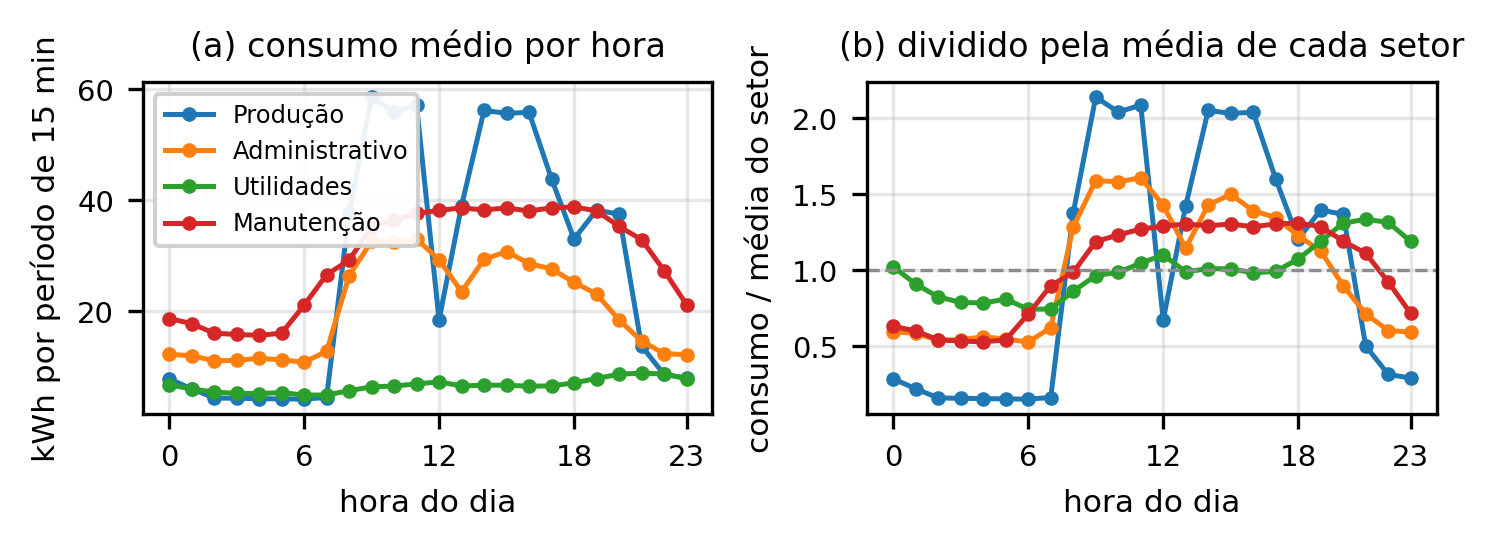 (a) consumo médio por hora
kWh por período de 15 min
60
40
20
Produção
Administrativo
Utilidades
Manutenção
0
6
12
18
23
hora do dia
(b) dividido pela média de cada setor
consumo / média do setor
2.0
1.5
1.0
0.5
0
6
12
18
23
hora do dia